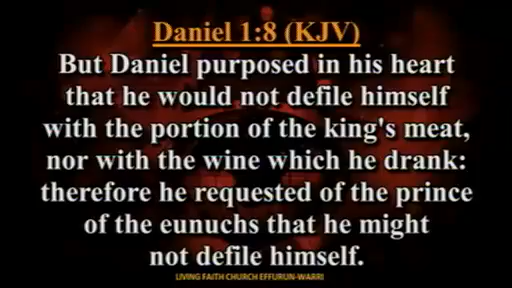 Daniel 1:8 (KJV)
But Daniel purposed in his heart
that he would not defile himself
with the portion of the king's meat,
nor with the wine which he drank:
therefore he requested of the prince
of the eunuchs that he might
not defile himself.
LIVING FAITH CHURCH EFFURUN-WARRI